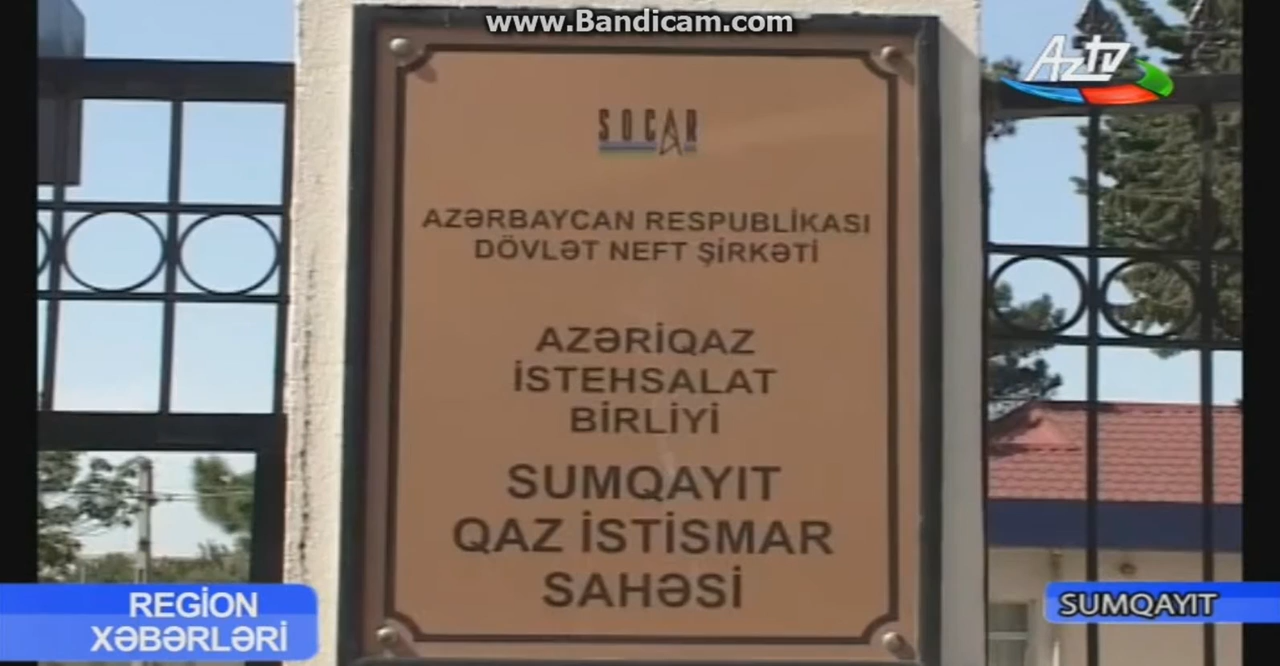 www.Bandicam.com
AzTV
SOCAR
AZƏRBAYCAN RESPUBLİKASI
DÖVLƏT NEFT ŞİRKƏTİ
AZƏRİQAZ
İSTEHSALAT
BİRLİYİ
SUMQAYIT
QAZ İSTİSMAR
SAHƏSİ
REGİON
XƏBƏRLƏRİ
SUMQAYIT